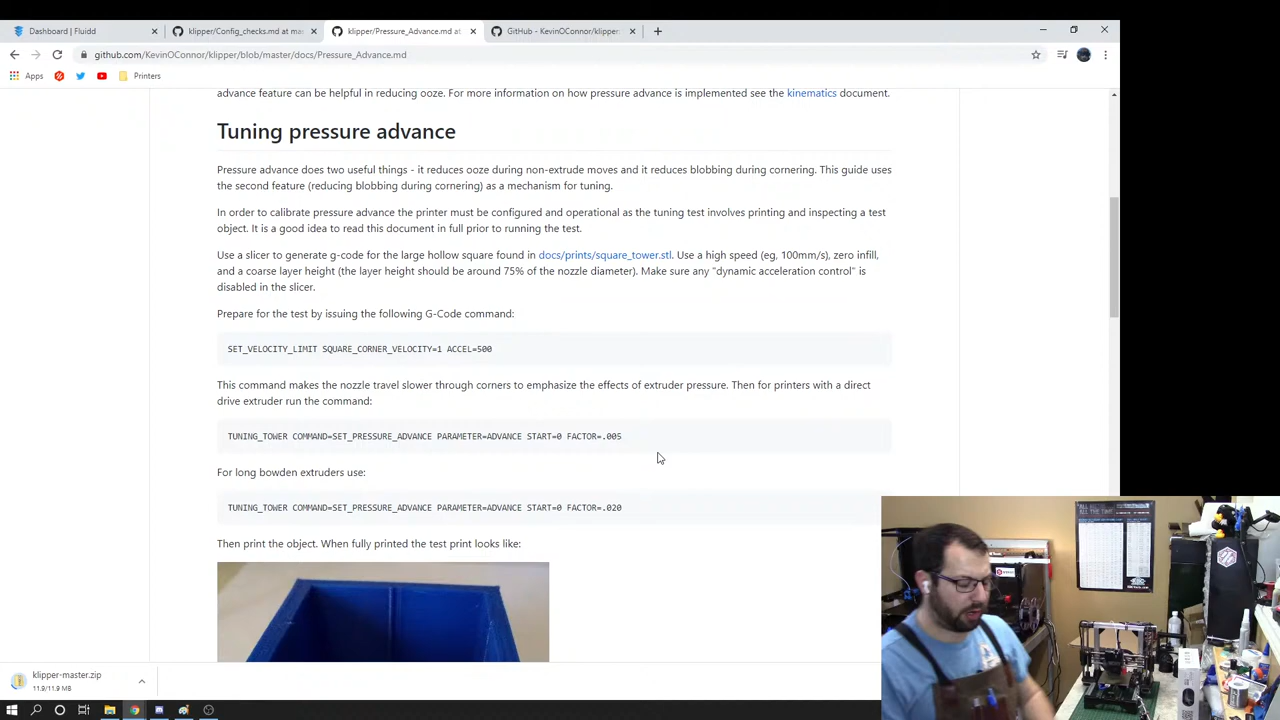 Dashboard | Fluidd
klipper/Config_checks.md at mas
klipper/Pressure_Advance.md at
GitHub - KevinOConnor/klipper:
github.com/KevinOConnor/klipper/blob/master/docs/Pressure_Advance.md
Apps
Printers
advance feature can be helpful in reducing ooze. For more information on how pressure advance is implemented see the kinematics document.
Tuning pressure advance
Pressure advance does two useful things - it reduces ooze during non-extrude moves and it reduces blobbing during cornering. This guide uses
the second feature (reducing blobbing during cornering) as a mechanism for tuning.
In order to calibrate pressure advance the printer must be configured and operational as the tuning test involves printing and inspecting a test
object. It is a good idea to read this document in full prior to running the test.
Use a slicer to generate g-code for the large hollow square found in docs/prints/square_tower.stl. Use a high speed (eg, 100mm/s), zero infill,
and a coarse layer height (the layer height should be around 75% of the nozzle diameter). Make sure any "dynamic acceleration control" is
disabled in the slicer.
Prepare for the test by issuing the following G-Code command:
SET_VELOCITY_LIMIT SQUARE_CORNER_VELOCITY=1 ACCEL=500
This command makes the nozzle travel slower through corners to emphasize the effects of extruder pressure. Then for printers with a direct
drive extruder run the command:
TUNING_TOWER COMMAND=SET_PRESSURE_ADVANCE PARAMETER=ADVANCE START=0 FACTOR=.005
For long bowden extruders use:
TUNING_TOWER COMMAND=SET_PRESSURE_ADVANCE PARAMETER=ADVANCE START=0 FACTOR=.020
Then print the object. When fully printed the test print looks like:
klipper-master.zip
11.9/11.9 MB